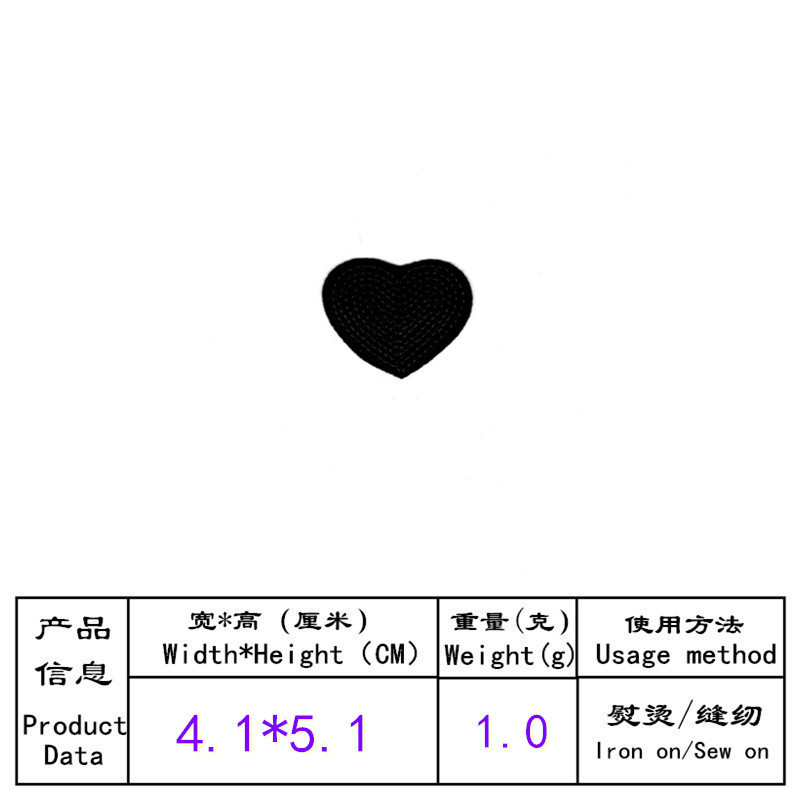 产品
信息
Product
Data
宽*高 (厘米)
Width*Height (CM)
重量(克)
Weight(g)
使用方法
Usage method
4.1*5.1
1.0
熨烫/缝纫
Iron on/Sew on